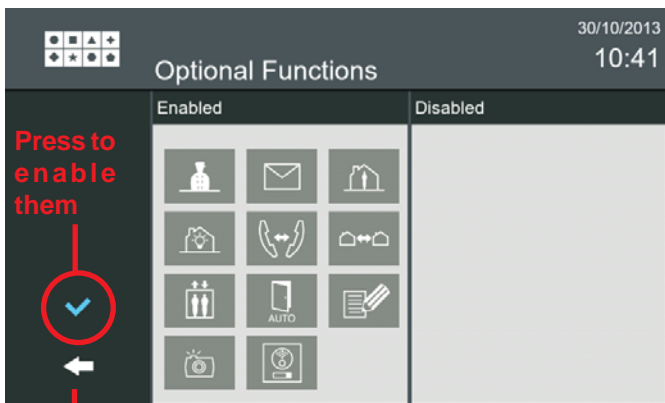 30/10/2013
10:41
Optional Functions
Enabled
Disabled
Press to
enable
them
AUTO